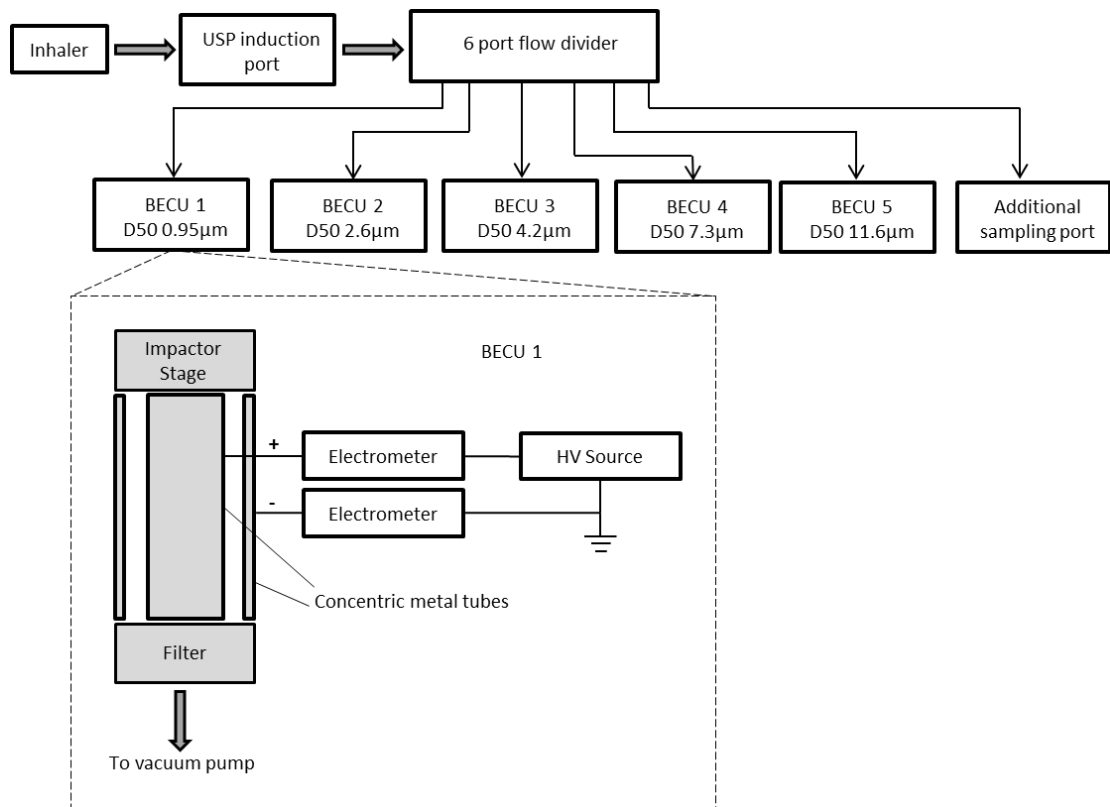 Inhaler
USP induction
port
6 port flow divider
BECU 1
D50 0.95µm
BECU 2
D50 2.6µm
BECU 3
D50 4.2µm
BECU 4
D50 7.3µm
BECU 5
D50 11.6µm
Additional
sampling port
BECU 1
Impactor
Stage
+
Electrometer
HV Source
-
Electrometer
Concentric metal tubes
Filter
To vacuum pump